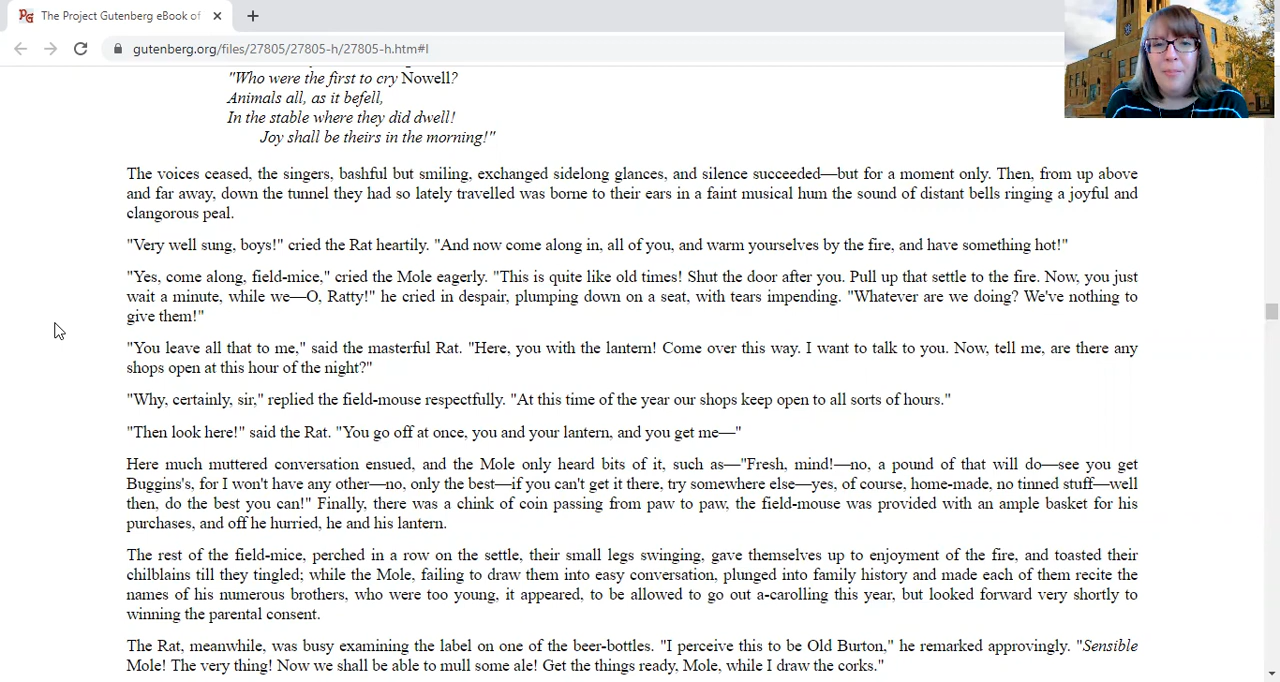 The Project Gutenberg eBook of
gutenberg.org/files/27805/27805-h/27805-h.htm#I
"Who were the first to cry Nowell?
Animals all, as it befell,
In the stable where they did dwell!
Joy shall be theirs in the morning!"
The voices ceased, the singers, bashful but smiling, exchanged sidelong glances, and silence succeeded—but for a moment only. Then, from up above
and far away, down the tunnel they had so lately travelled was borne to their ears in a faint musical hum the sound of distant bells ringing a joyful and
clangorous peal.
"Very well sung, boys!" cried the Rat heartily. "And now come along in, all of you, and warm yourselves by the fire, and have something hot!"
"Yes, come along, field-mice," cried the Mole eagerly. "This is quite like old times! Shut the door after you. Pull up that settle to the fire. Now, you just
wait a minute, while we—O, Ratty!" he cried in despair, plumping down on a seat, with tears impending. "Whatever are we doing? We've nothing to
give them!"
"You leave all that to me," said the masterful Rat. "Here, you with the lantern! Come over this way. I want to talk to you. Now, tell me, are there any
shops open at this hour of the night?"
"Why, certainly, sir," replied the field-mouse respectfully. "At this time of the year our shops keep open to all sorts of hours."
"Then look here!" said the Rat. "You go off at once, you and your lantern, and you get me—"
Here much muttered conversation ensued, and the Mole only heard bits of it, such as—"Fresh, mind!—no, a pound of that will do—see you get
Buggins's, for I won't have any other—no, only the best—if you can't get it there, try somewhere else—yes, of course, home-made, no tinned stuff—well
then, do the best you can!" Finally, there was a chink of coin passing from paw to paw, the field-mouse was provided with an ample basket for his
purchases, and off he hurried, he and his lantern.
The rest of the field-mice, perched in a row on the settle, their small legs swinging, gave themselves up to enjoyment of the fire, and toasted their
chilblains till they tingled; while the Mole, failing to draw them into easy conversation, plunged into family history and made each of them recite the
names of his numerous brothers, who were too young, it appeared, to be allowed to go out a-carolling this year, but looked forward very shortly to
winning the parental consent.
The Rat, meanwhile, was busy examining the label on one of the beer-bottles. "I perceive this to be Old Burton," he remarked approvingly. "Sensible
Mole! The very thing! Now we shall be able to mull some ale! Get the things ready, Mole, while I draw the corks."